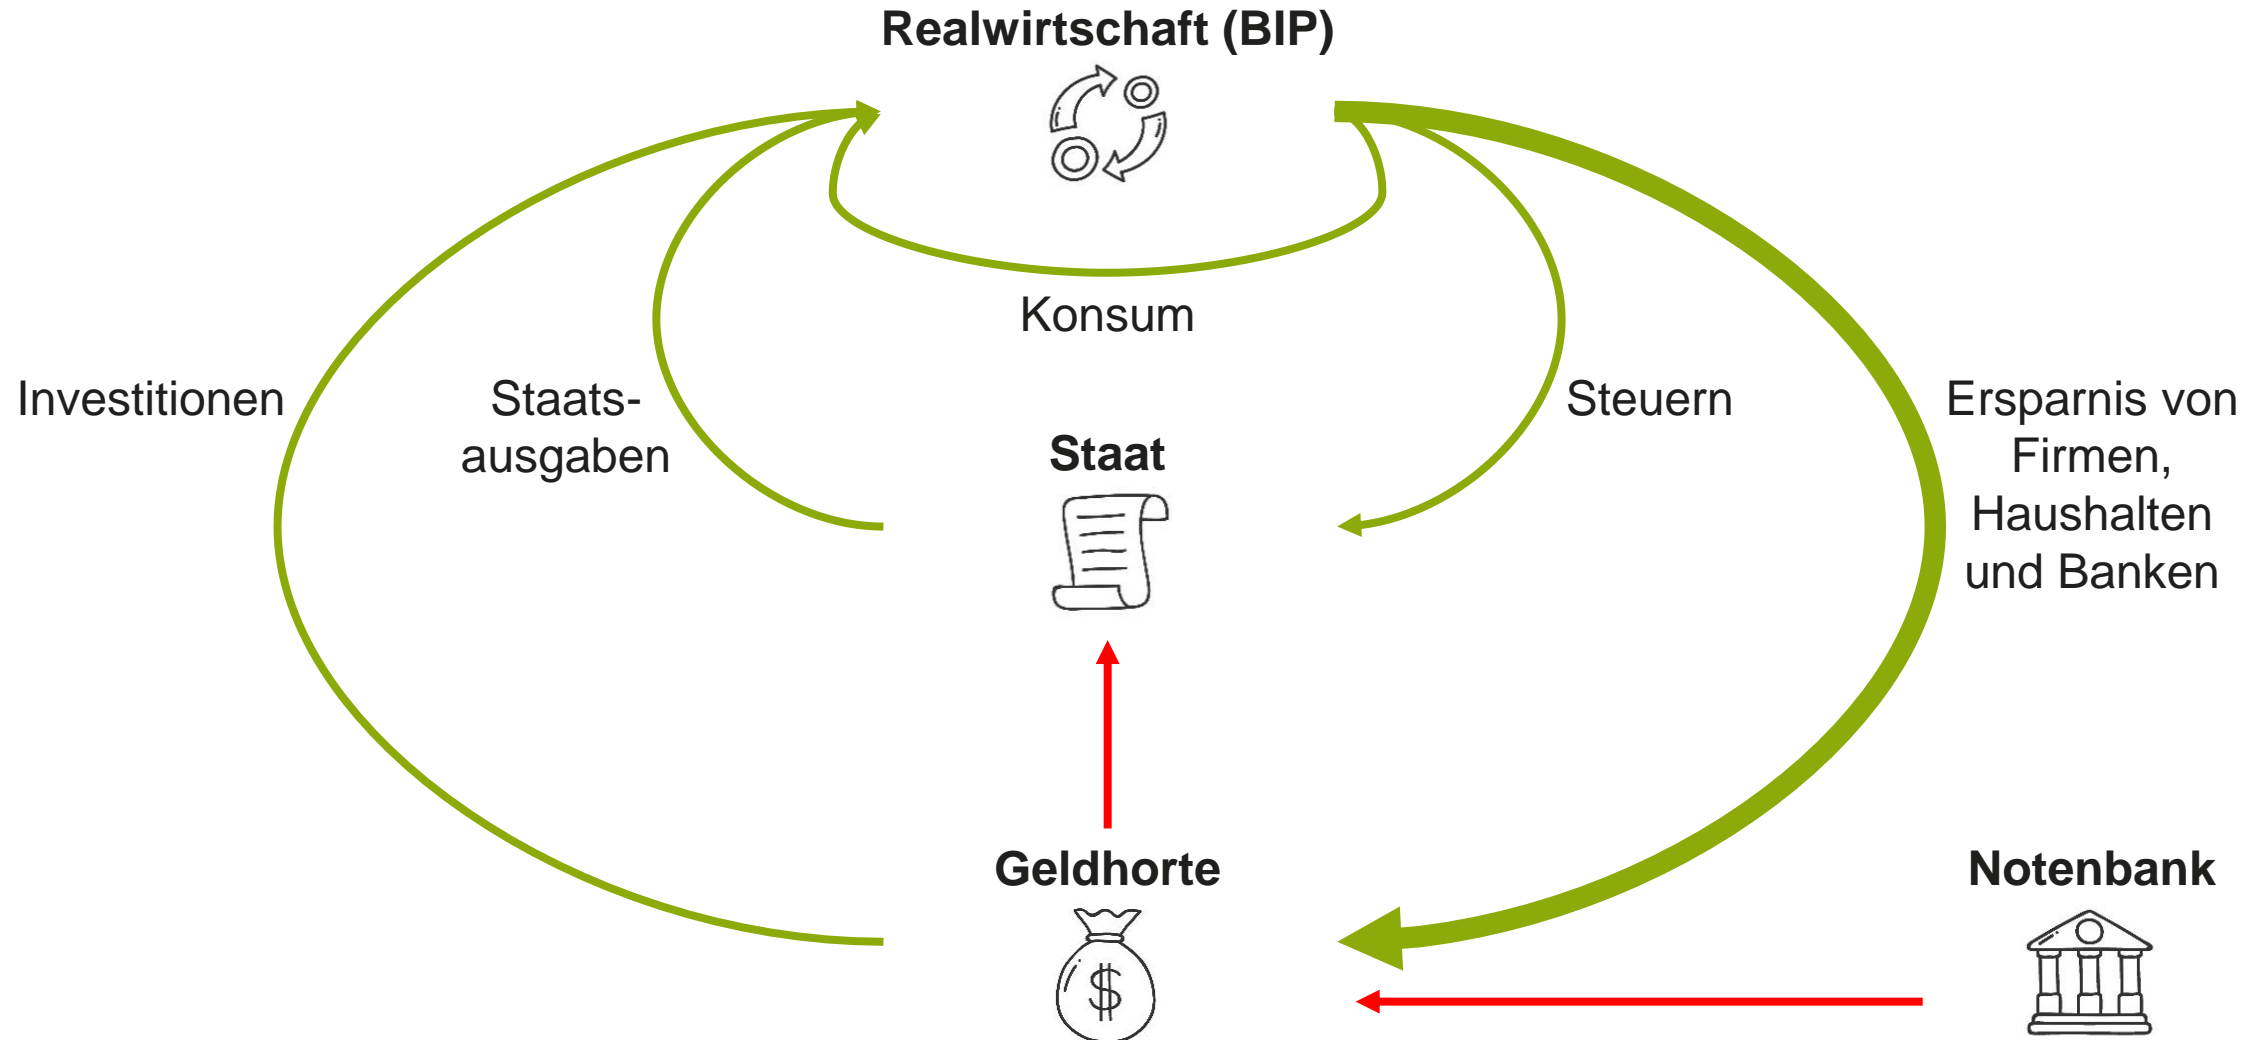 Realwirtschaft (BIP)
Konsum
Investitionen
Staats-
ausgaben
Steuern
Ersparnis von
Firmen,
Haushalten
und Banken
Staat
Geldhorte
Notenbank
$